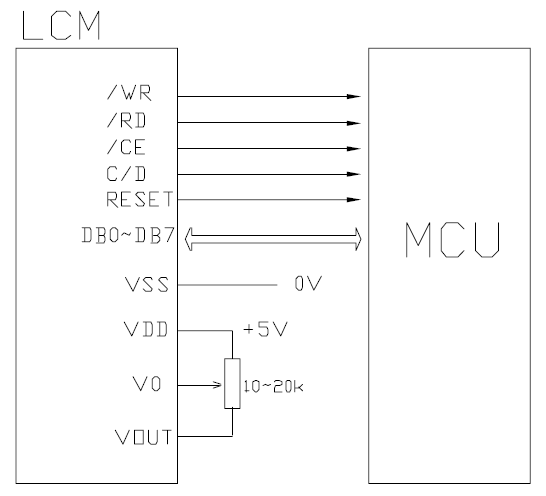 LCM
/WR
/RD
/CE
C/D
RESET
DB0~DB7
MCU
VSS 0V
VDD +5V
V0 10~20k
VOUT